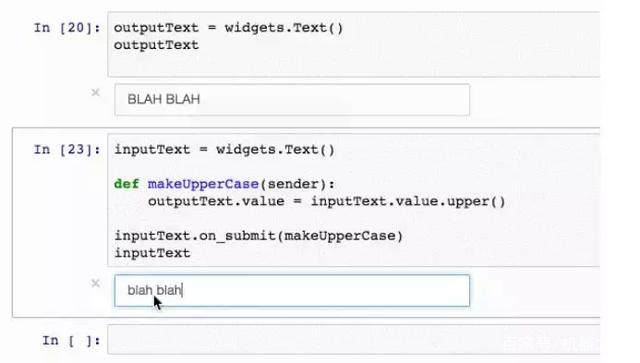 In [20]: outputText = widgets.Text()
outputText
× BLAH BLAH
In [23]: inputText = widgets.Text()
def makeUpperCase(sender):
    outputText.value = inputText.value.upper()
inputText.on_submit(makeUpperCase)
inputText
× blah blah
In [ ]: